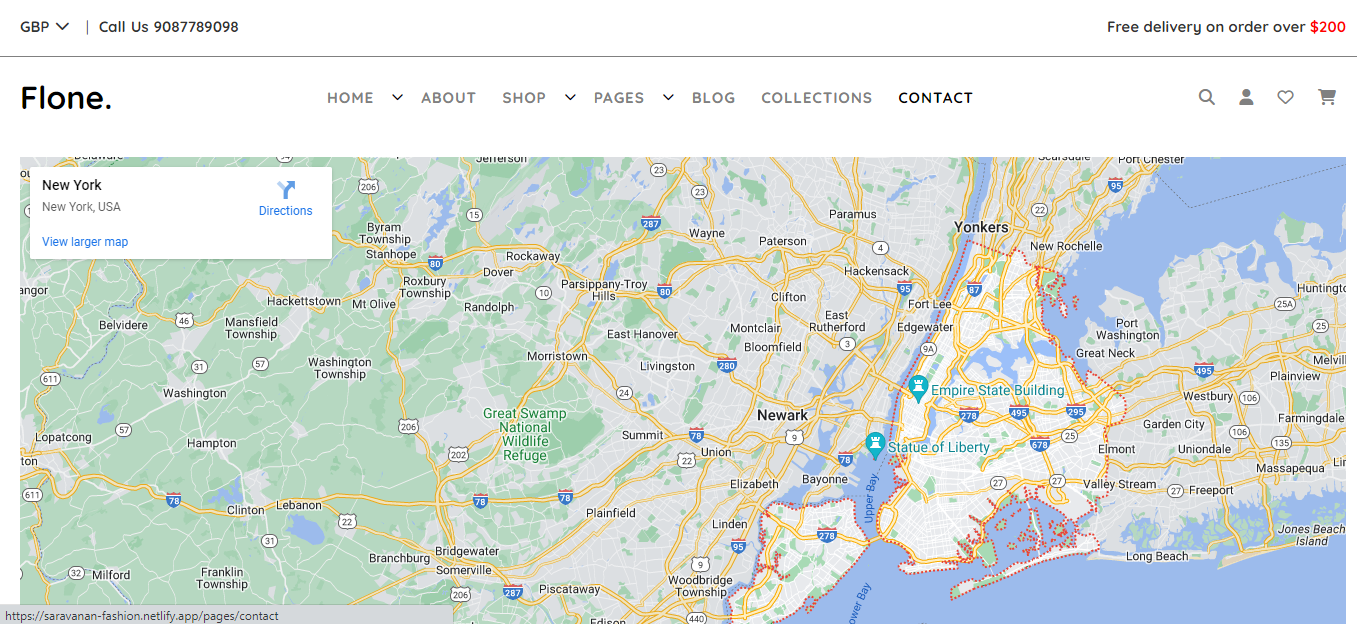 GBP | Call Us 9087789098
Free delivery on order over $200
Flone.
HOME ABOUT SHOP PAGES BLOG COLLECTIONS CONTACT
New York
New York, USA
Directions
View larger map
Delaware
Jefferson
Scarsdale
Port Chester
23
95
206
23
22
15
Paramus
287
Byram
Township
Wayne
Yonkers
Paterson
4
New Rochelle
Stanhope
80
Rockaway
Dover
Hackensack
Roxbury
Township
Parsippany-Troy
Hills
80
95
87
Huntingto
10
Clifton
Fort Lee
25A
Hackettstown
Mt Olive
Randolph
East
Rutherford
Edgewater
Port
Washington
25
Belvidere
46
Mansfield
Township
East Hanover
Montclair
Bloomfield
3
9A
Great Neck
Morristown
Livingston
280
Melvil
31
57
Washington
Township
495
Plainview
611
Washington
24
Empire State Building
Westbury
106
Great Swamp
National
Wildlife
Refuge
Newark
278
495
295
Farmingdale
Garden City
206
57
Lopatcong
Hampton
Summit
78
9
Statue of Liberty
678
25
106
135
Elmont
Uniondale
202
Union
22
78
Massapequa
ton
611
78
Clinton
Lebanon
78
78
Elizabeth
Bayonne
Upper Bay
27
27
Valley Stream
27
Freeport
22
Plainfield
Linden
278
Jones Beach
Island
31
Branchburg
Bridgewater
Somerville
95
Long Beach
32
Milford
Franklin
Township
9
Woodbridge
Township
206
287
Piscataway
Edison
440
Lower Bay
https://saravanan-fashion.netlify.app/pages/contact